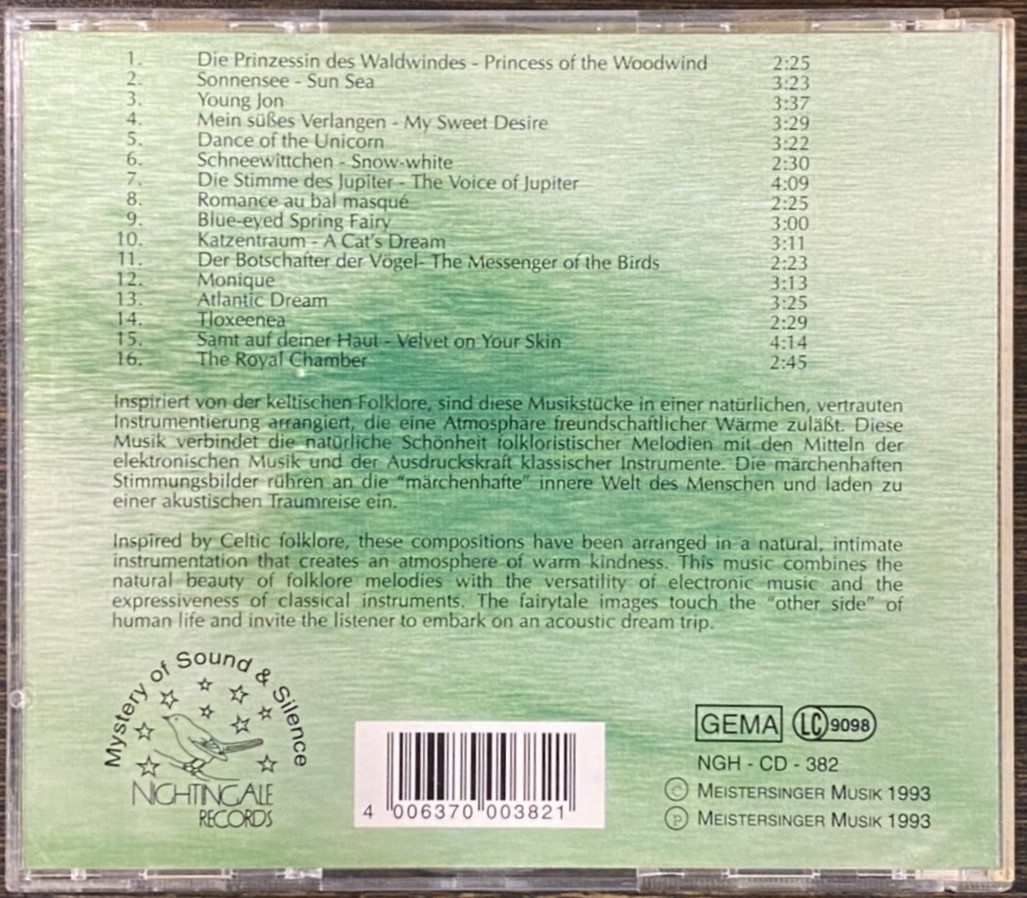 1. Die Prinzessin des Waldwindes - Princess of the Woodwind 2:25
2. Sonnensee - Sun Sea 3:23
3. Young Jon 3:37
4. Mein süßes Verlangen - My Sweet Desire 3:29
5. Dance of the Unicorn 3:22
6. Schneewittchen - Snow-white 2:30
7. Die Stimme des Jupiter - The Voice of Jupiter 4:09
8. Romance au bal masqué 2:25
9. Blue-eyed Spring Fairy 3:00
10. Katzentraum - A Cat's Dream 3:11
11. Der Botschafter der Vögel- The Messenger of the Birds 2:23
12. Monique 3:13
13. Atlantic Dream 3:25
14. Tloxeenea 2:29
15. Samt auf deiner Haut - Velvet on Your Skin 4:14
16. The Royal Chamber 2:45
Inspiriert von der keltischen Folklore, sind diese Musikstücke in einer natürlichen, vertrauten
Instrumentierung arrangiert, die eine Atmosphäre freundschaftlicher Wärme zuläßt. Diese
Musik verbindet die natürliche Schönheit folkloristischer Melodien mit den Mitteln der
elektronischen Musik und der Ausdruckskraft klassischer Instrumente. Die märchenhaften
Stimmungsbilder rühren an die "märchenhafte" innere Welt des Menschen und laden zu
einer akustischen Traumreise ein.
Inspired by Celtic folklore, these compositions have been arranged in a natural, intimate
instrumentation that creates an atmosphere of warm kindness. This music combines the
natural beauty of folklore melodies with the versatility of electronic music and the
expressiveness of classical instruments. The fairytale images touch the "other side" of
human life and invite the listener to embark on an acoustic dream trip.
Mystery of Sound & Silence
NIGHTINGALE
RECORDS
4 006370 003821
GEMA LC 9098
NGH - CD - 382
© MEISTERSINGER MUSIK 1993
℗ MEISTERSINGER MUSIK 1993